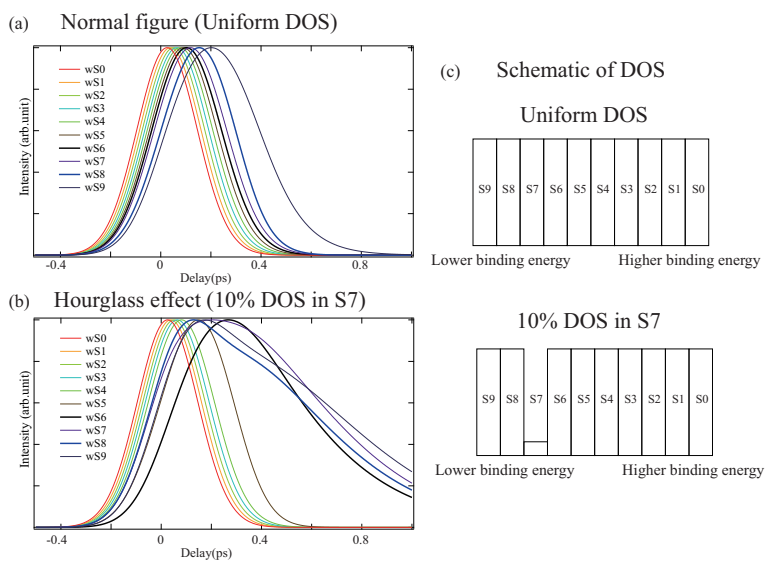 (a) Normal figure (Uniform DOS)
Intensity (arb.unit)
wS0
wS1
wS2
wS3
wS4
wS5
wS6
wS7
wS8
wS9
-0.4 0 0.4 0.8
Delay(ps)
(b) Hourglass effect (10% DOS in S7)
Intensity (arb.unit)
wS0
wS1
wS2
wS3
wS4
wS5
wS6
wS7
wS8
wS9
-0.4 0 0.4 0.8
Delay(ps)
(c) Schematic of DOS
Uniform DOS
S9 S8 S7 S6 S5 S4 S3 S2 S1 S0
Lower binding energy Higher binding energy
10% DOS in S7
S9 S8 S7 S6 S5 S4 S3 S2 S1 S0
Lower binding energy Higher binding energy